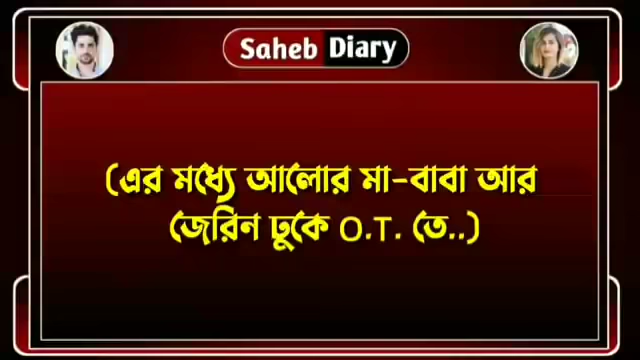 Saheb Diary
(এর মধ্যে আলোর মা-বাবা আর
জেরিন ঢুকে O.T. তে..)